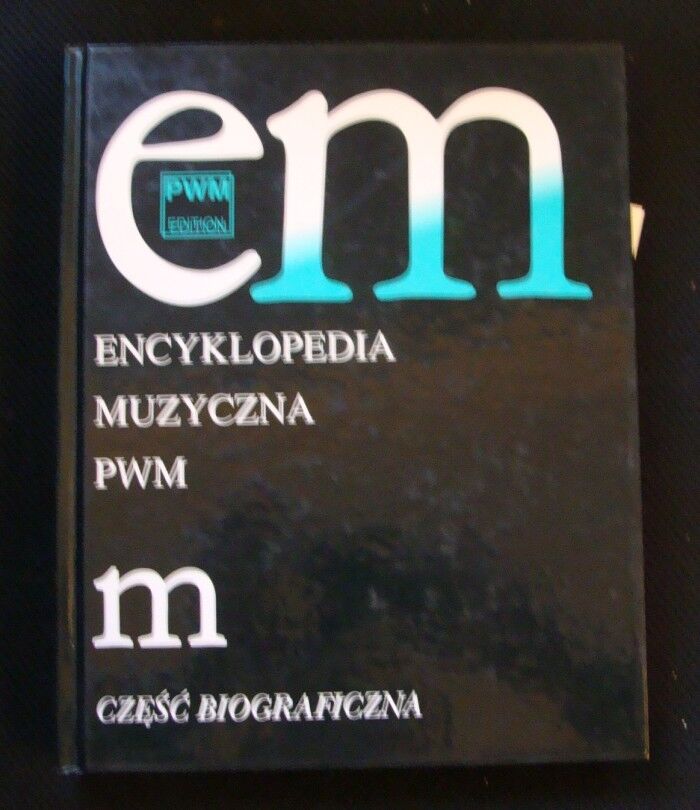 em
PWM
EDITION
ENCYKLOPEDIA
MUZYCZNA
PWM
m
CZĘŚĆ BIOGRAFICZNA